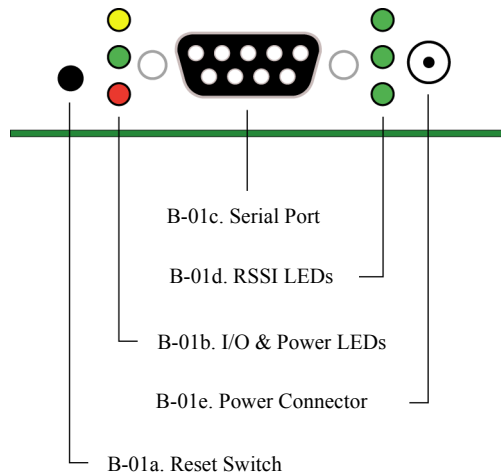 B-01c. Serial Port
B-01d. RSSI LEDs
B-01b. I/O & Power LEDs
B-01e. Power Connector
B-01a. Reset Switch